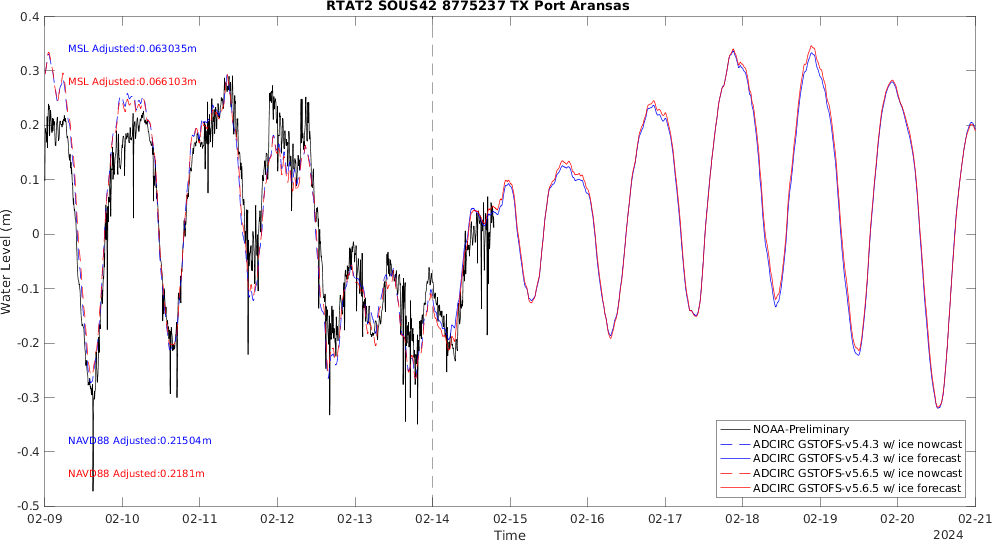 RTAT2 SOUS42 8775237 TX Port Aransas
0.4
0.3
0.2
0.1
0
-0.1
-0.2
-0.3
-0.4
-0.5
Water Level (m)
MSL Adjusted:0.063035m
MSL Adjusted:0.066103m
NAVD88 Adjusted:0.21504m
NAVD88 Adjusted:0.2181m
NOAA-Preliminary
ADCIRC GSTOFS-v5.4.3 w/ ice nowcast
ADCIRC GSTOFS-v5.4.3 w/ ice forecast
ADCIRC GSTOFS-v5.6.5 w/ ice nowcast
ADCIRC GSTOFS-v5.6.5 w/ ice forecast
02-09 02-10 02-11 02-12 02-13 02-14 02-15 02-16 02-17 02-18 02-19 02-20 02-21
Time
2024